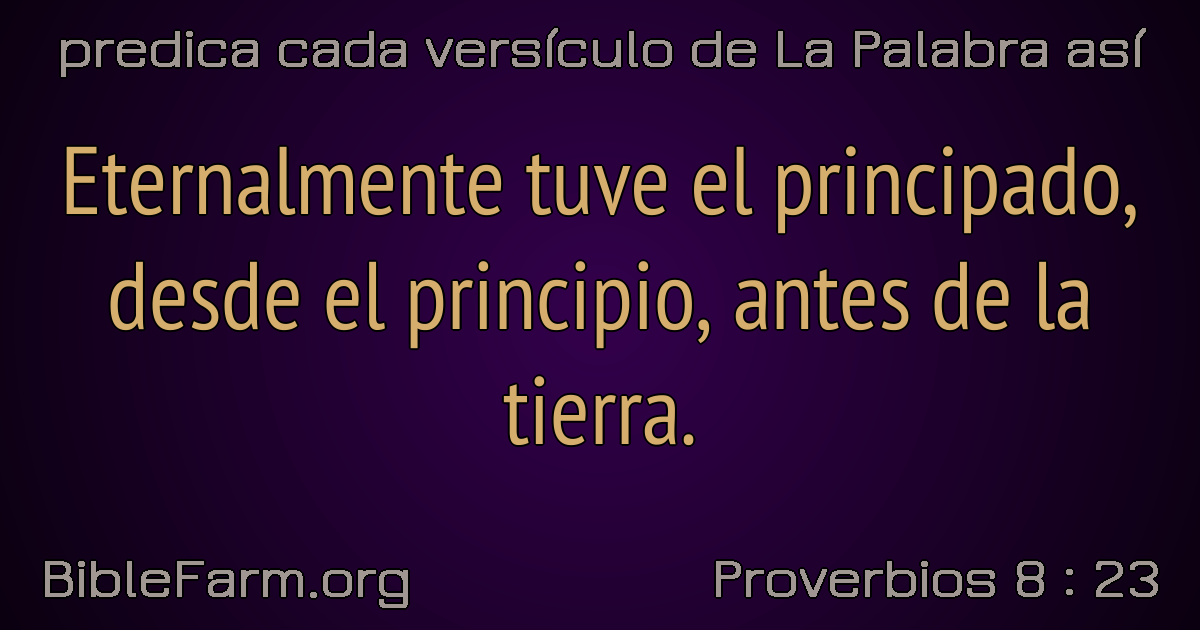 predica cada versículo de La Palabra así
Eternalmente tuve el principado,
desde el principio, antes de la
tierra.
BibleFarm.org
Proverbios 8 : 23